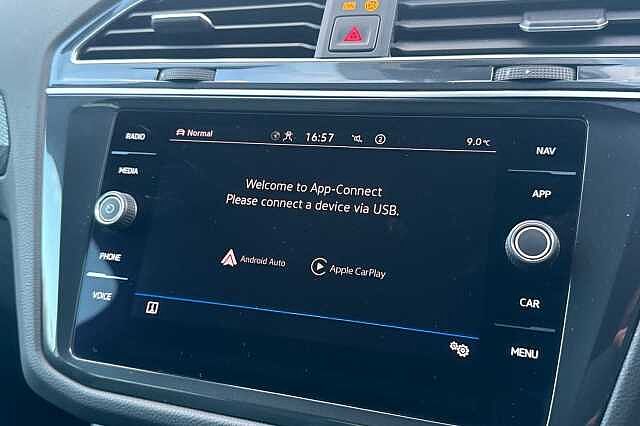 RADIO
Normal
16:57
2
9.0°C
NAV
MEDIA
Welcome to App-Connect
Please connect a device via USB.
APP
PHONE
Android Auto
Apple CarPlay
VOICE
CAR
MENU